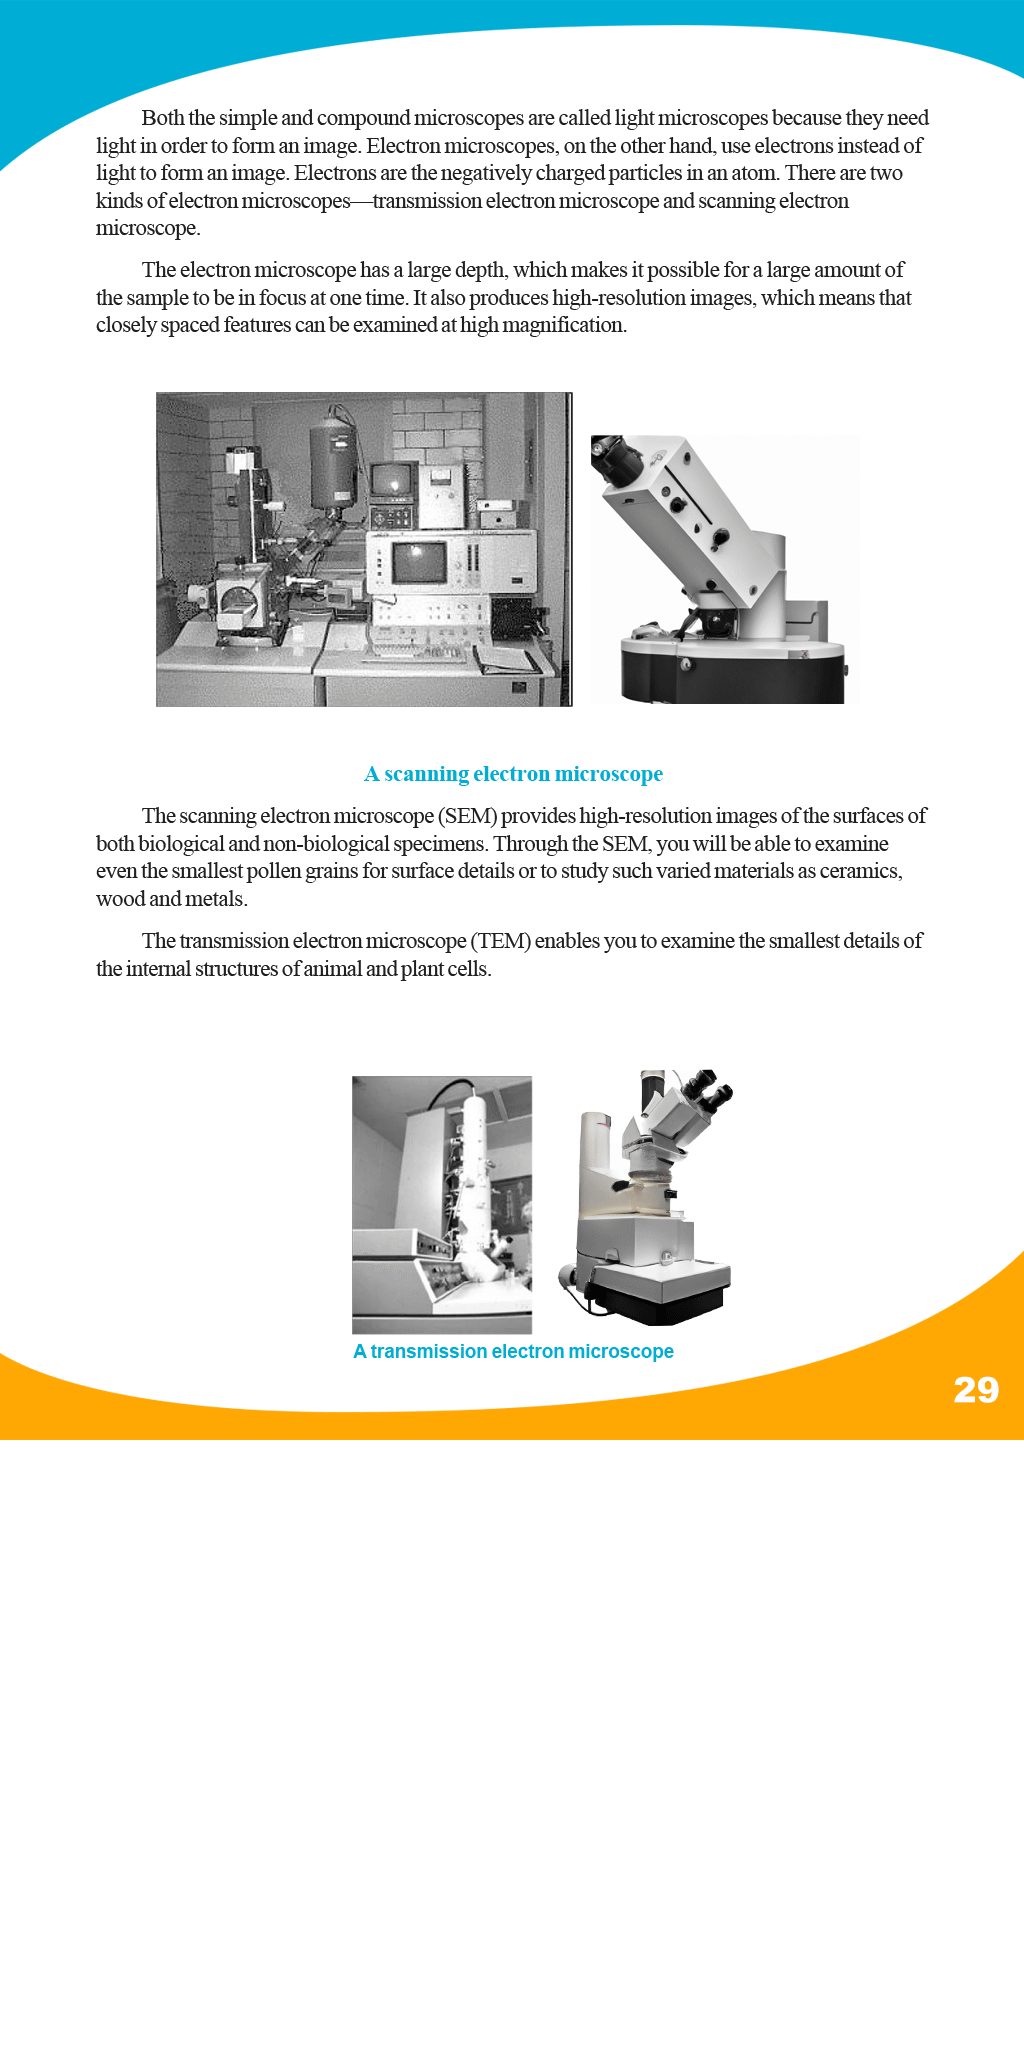 Both the simple and compound microscopes are called light microscopes because they need
light in order to form an image. Electron microscopes, on the other hand, use electrons instead of
light to form an image. Electrons are the negatively charged particles in an atom. There are two
kinds of electron microscopes—transmission electron microscope and scanning electron
microscope.
The electron microscope has a large depth, which makes it possible for a large amount of
the sample to be in focus at one time. It also produces high-resolution images, which means that
closely spaced features can be examined at high magnification.
A scanning electron microscope
The scanning electron microscope (SEM) provides high-resolution images of the surfaces of
both biological and non-biological specimens. Through the SEM, you will be able to examine
even the smallest pollen grains for surface details or to study such varied materials as ceramics,
wood and metals.
The transmission electron microscope (TEM) enables you to examine the smallest details of
the internal structures of animal and plant cells.
A transmission electron microscope
29